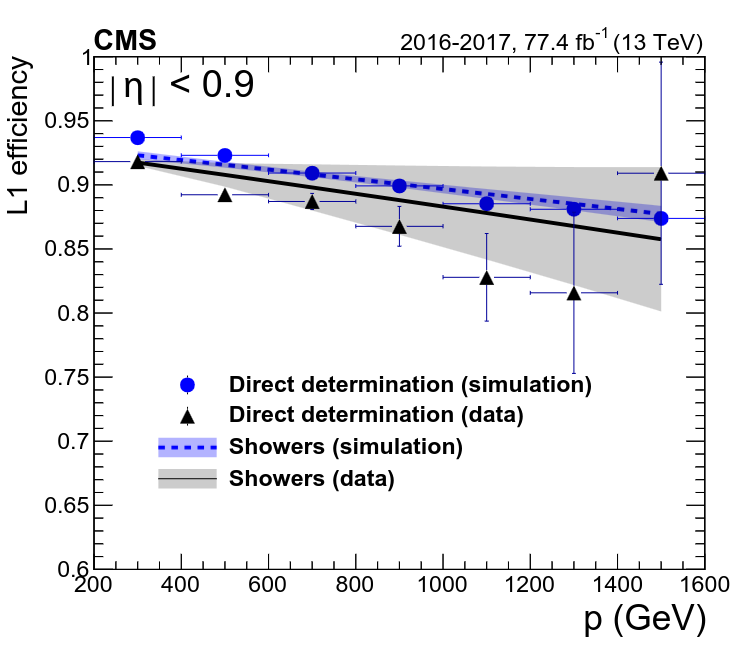 CMS 2016-2017, 77.4 fb⁻¹ (13 TeV)
|η| < 0.9
L1 efficiency
1
0.95
0.9
0.85
0.8
0.75
0.7
0.65
0.6
Direct determination (simulation)
Direct determination (data)
Showers (simulation)
Showers (data)
200 400 600 800 1000 1200 1400 1600
p (GeV)